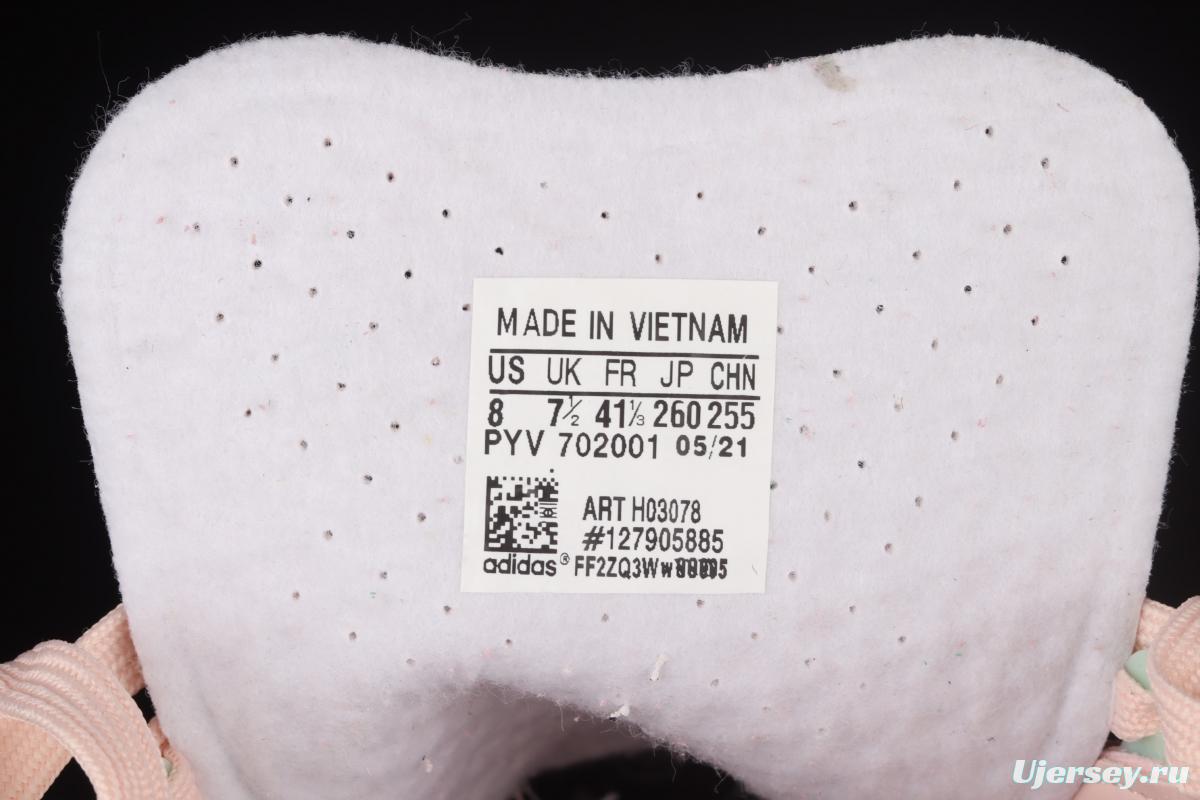 MADE IN VIETNAM
US UK FR JP CHN
8 7½ 41⅓ 260 255
PYV 702001 05/21
ART H03078
#127905885
adidas® FF2ZQ3W
Ujersey.ru